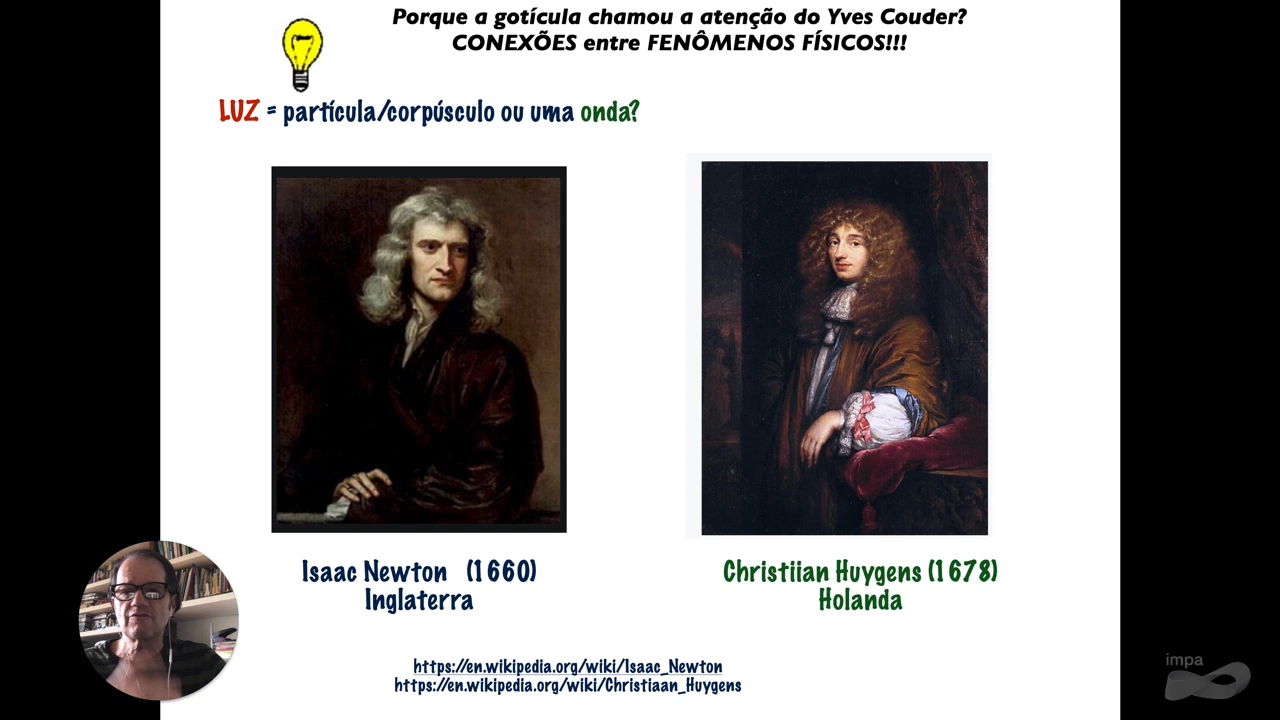 Porque a gotícula chamou a atenção do Yves Couder?
CONEXÕES entre FENÔMENOS FÍSICOS!!!
LUZ = partícula/corpúsculo ou uma onda?
Isaac Newton (1660)
Inglaterra
Christiian Huygens (1678)
Holanda
https://en.wikipedia.org/wiki/Isaac_Newton
https://en.wikipedia.org/wiki/Christiaan_Huygens
impa